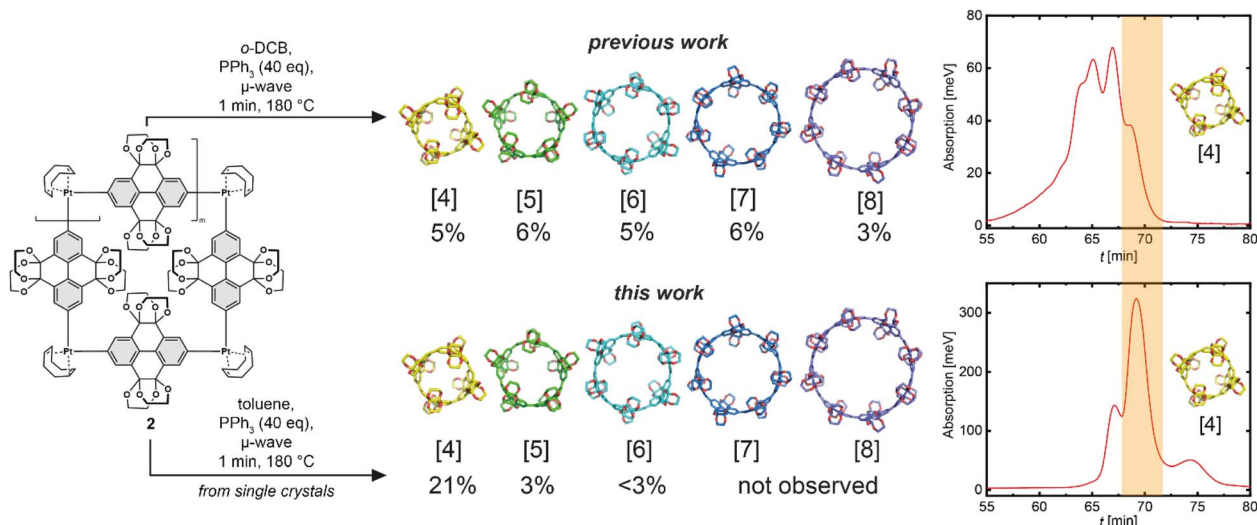 o-DCB,
PPh3 (40 eq),
μ-wave
1 min, 180 °C
previous work
[4] [5] [6] [7] [8]
5% 6% 5% 6% 3%
Pt Pt
m
O O O O
O O O O
O O O O O O O O
O O O O O O O O
O O O O
Pt Pt
O O O O
2
toluene,
PPh3 (40 eq),
μ-wave
1 min, 180 °C
from single crystals
this work
[4] [5] [6] [7] [8]
21% 3% <3% not observed
Absorption [meV]
80
60
40
20
0
[4]
55 60 65 70 75 80
t [min]
Absorption [meV]
300
200
100
0
[4]
55 60 65 70 75 80
t [min]